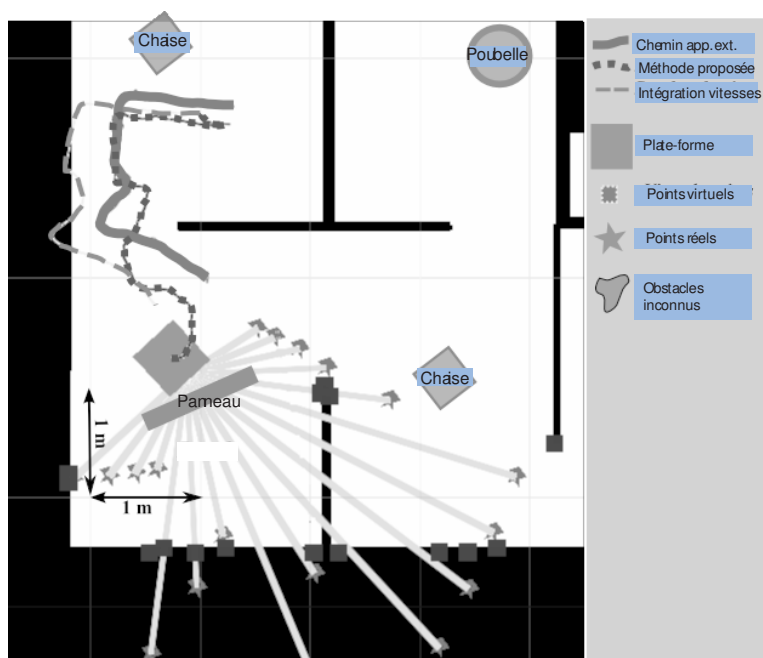 Chaise
Poubelle
Chaise
Panneau
1 m
1 m
Chemin app. ext.
Méthode proposée
Intégration vitesses
Plate-forme
Points virtuels
Points réels
Obstacles
inconnus